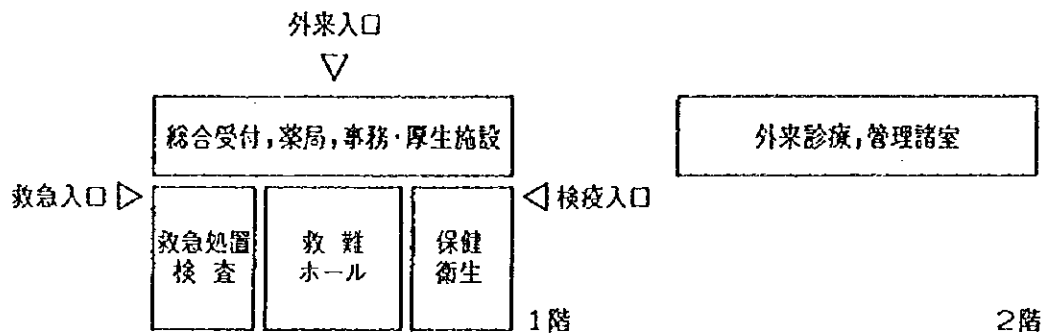 外来入口
総合受付,薬局,事務・厚生施設
外来診療,管理諸室
救急入口
検疫入口
救急処置
検査
救難
ホール
保健
衛生
1階
2階